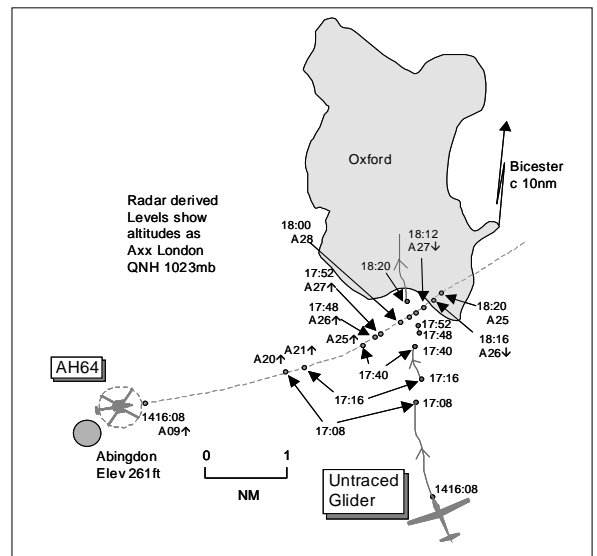 Oxford
Bicester
c 10nm
Radar derived
Levels show
altitudes as
Axx London
QNH 1023mb
18:00
A28
18:12
A27↓
18:20
17:52
A27↑
17:48
A26↑
A25↑
17:52
17:48
17:40
18:20
A25
18:16
A26↓
A21↑
A20↑
17:40
17:16
17:16
17:08
17:08
AH64
1416:08
A09↑
Abingdon
Elev 261ft
0
1
NM
Untraced
Glider
1416:08